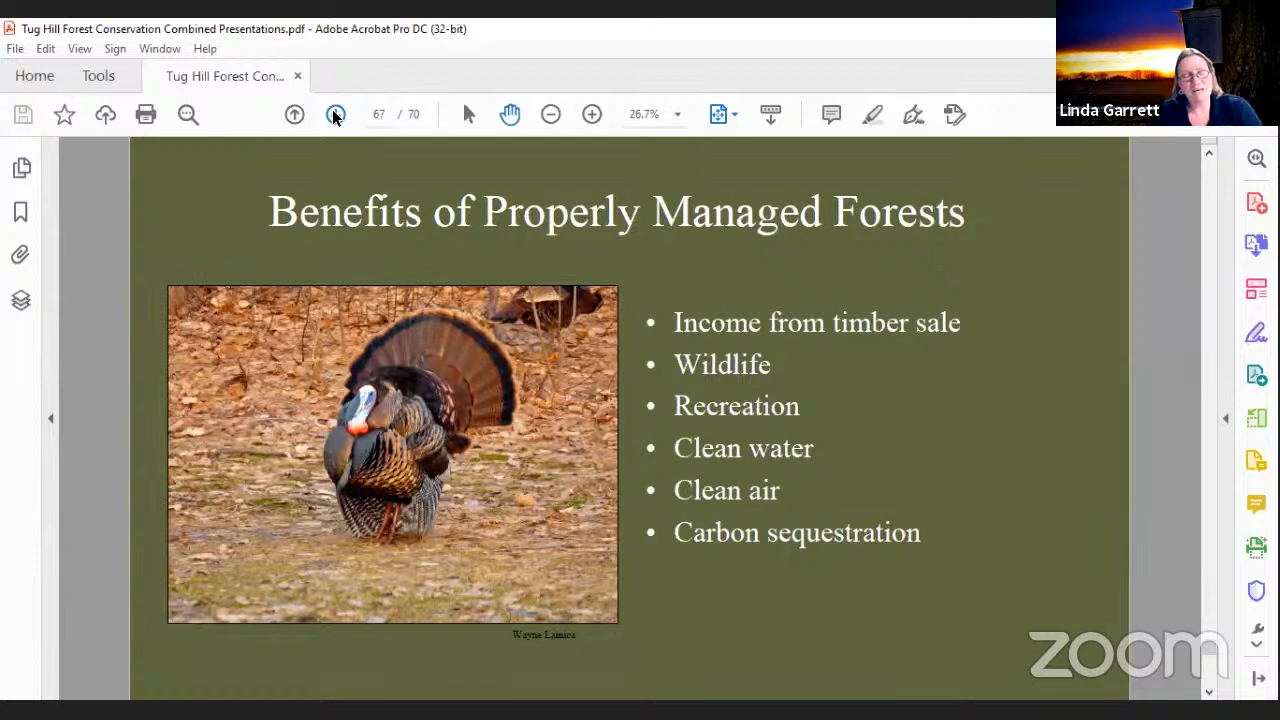 Tug Hill Forest Conservation Combined Presentations.pdf - Adobe Acrobat Pro DC (32-bit)
File Edit View Sign Window Help
Home Tools Tug Hill Forest Con... ×
67 / 70 26.7%
Linda Garrett
Benefits of Properly Managed Forests
• Income from timber sale
• Wildlife
• Recreation
• Clean water
• Clean air
• Carbon sequestration
Wayne Lamica
zoom